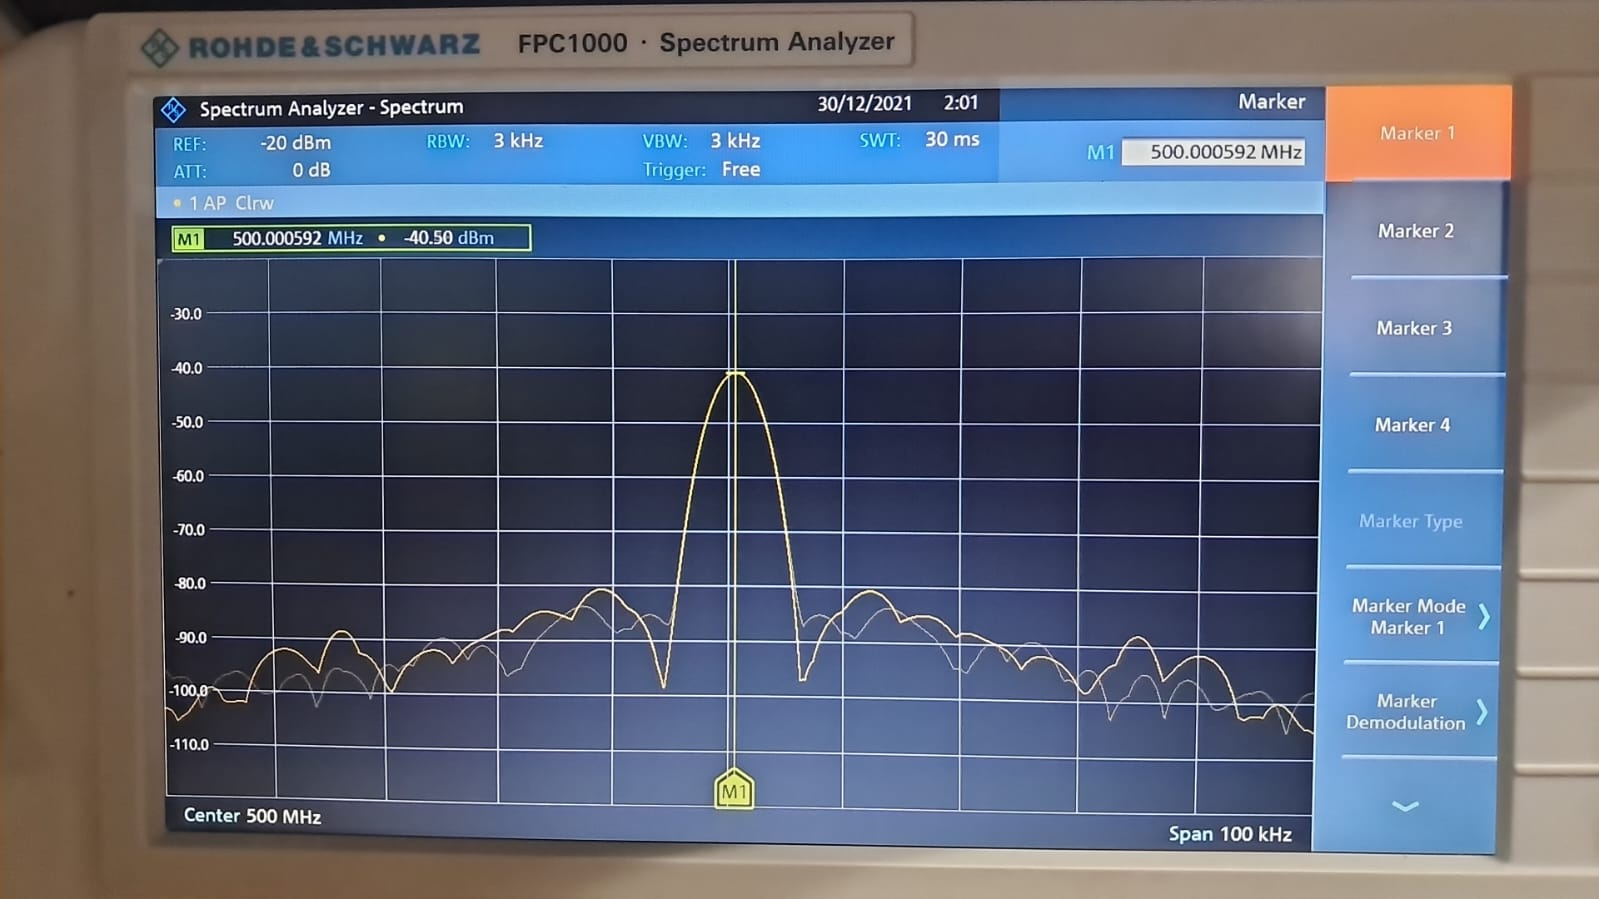 ROHDE&SCHWARZ FPC1000 · Spectrum Analyzer
Spectrum Analyzer - Spectrum 30/12/2021 2:01 Marker
REF: -20 dBm RBW: 3 kHz VBW: 3 kHz SWT: 30 ms M1 500.000592 MHz
ATT: 0 dB Trigger: Free
1 AP Clrw
M1 500.000592 MHz • -40.50 dBm
-30.0
-40.0
-50.0
-60.0
-70.0
-80.0
-90.0
-100.0
-110.0
M1
Center 500 MHz Span 100 kHz
Marker 1
Marker 2
Marker 3
Marker 4
Marker Type
Marker Mode
Marker 1
Marker
Demodulation